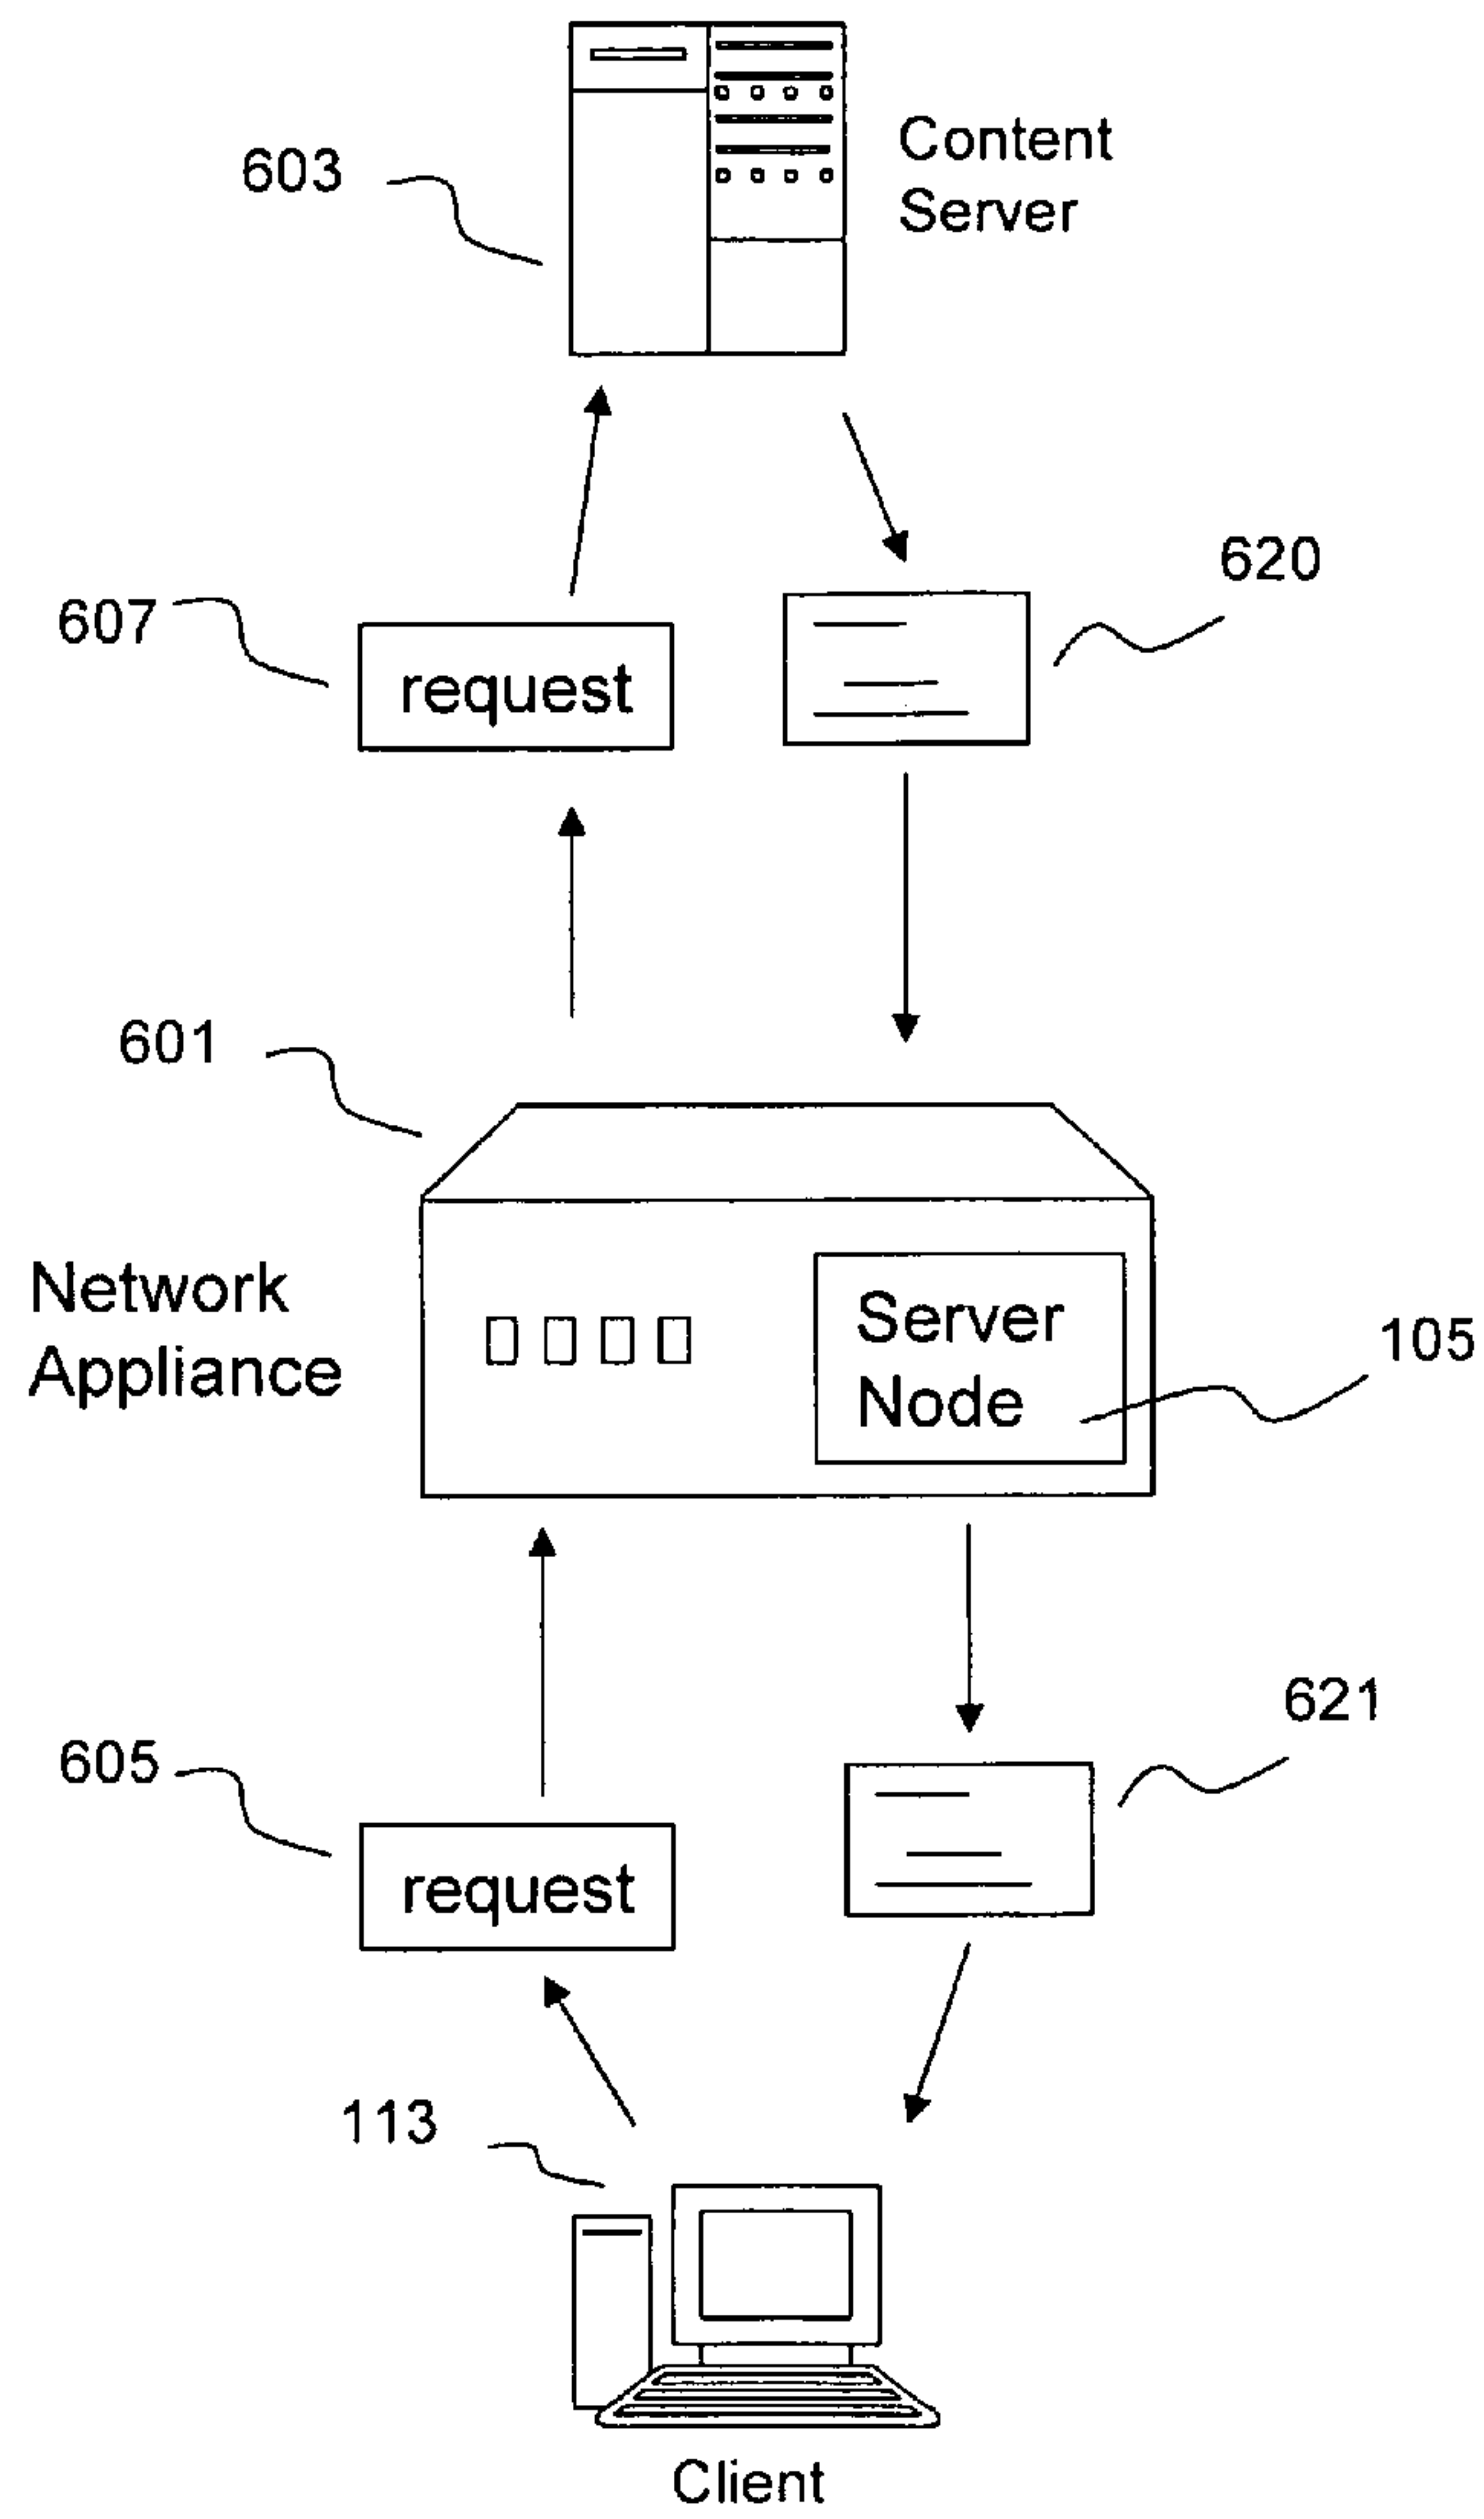 603
Content
Server
620
607
request
601
Network
Appliance
Server
Node
105
621
605
request
113
Client